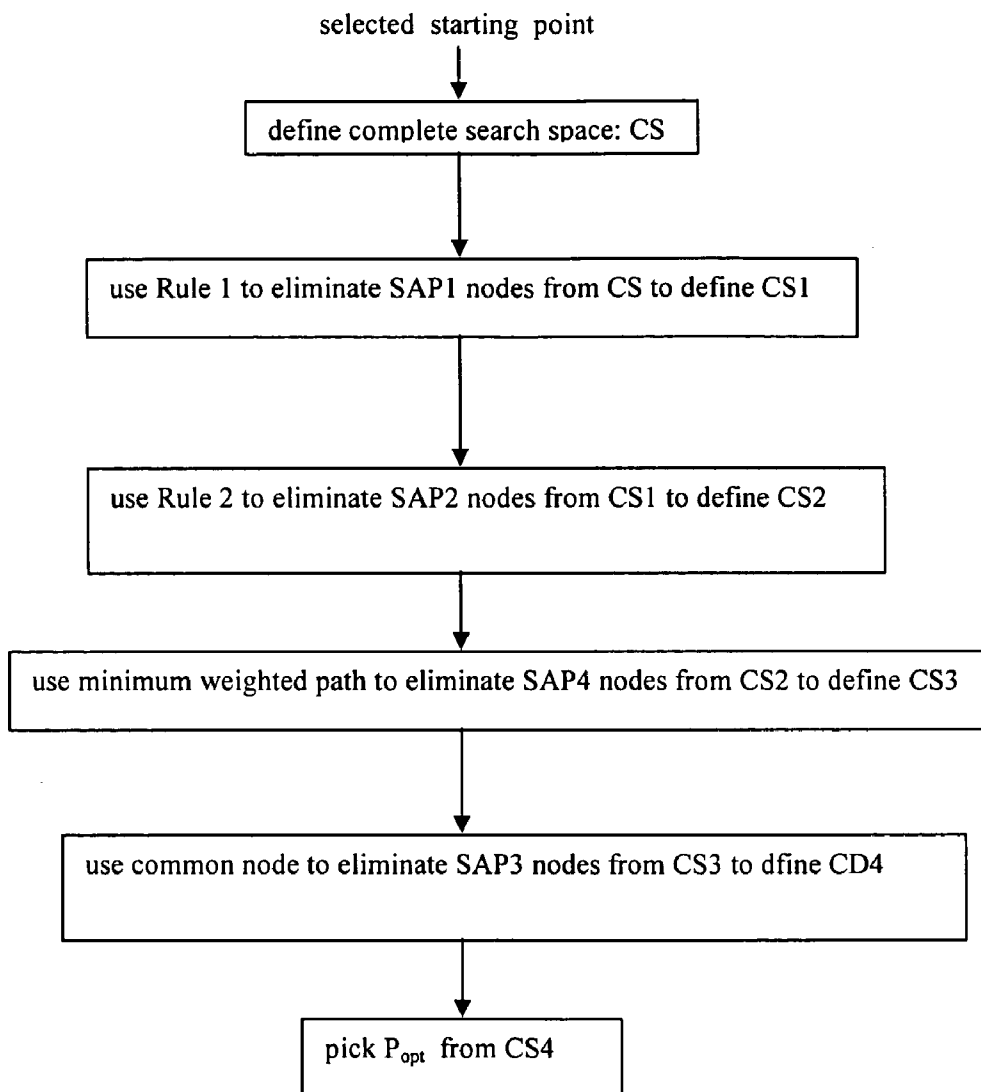 selected starting point
define complete search space: CS
use Rule 1 to eliminate SAP1 nodes from CS to define CS1
use Rule 2 to eliminate SAP2 nodes from CS1 to define CS2
use minimum weighted path to eliminate SAP4 nodes from CS2 to define CS3
use common node to eliminate SAP3 nodes from CS3 to dfine CD4
pick Popt from CS4